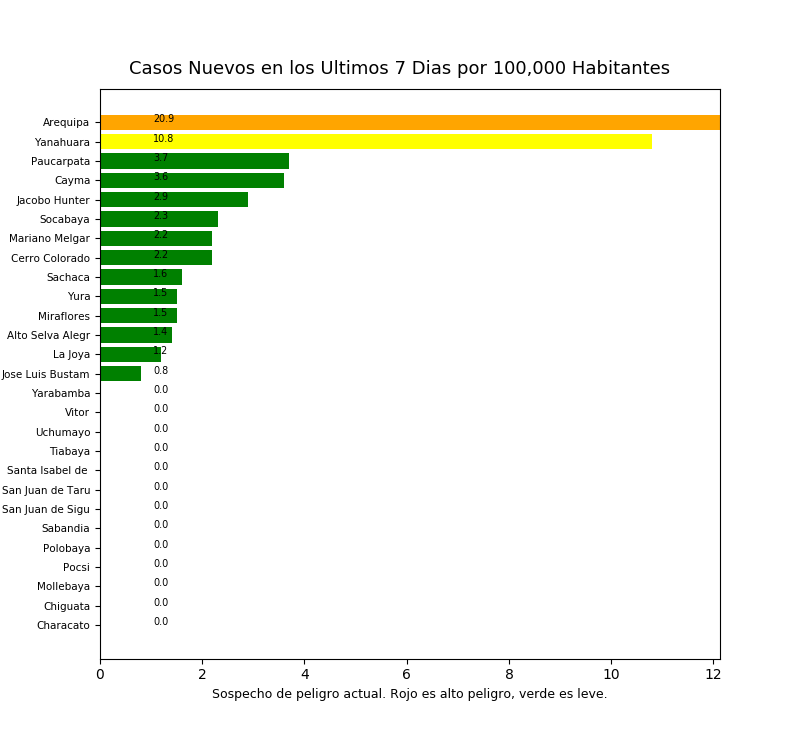 Casos Nuevos en los Ultimos 7 Dias por 100,000 Habitantes
Arequipa 20.9
Yanahuara 10.8
Paucarpata 3.7
Cayma 3.6
Jacobo Hunter 2.9
Socabaya 2.3
Mariano Melgar 2.2
Cerro Colorado 2.2
Sachaca 1.6
Yura 1.5
Miraflores 1.5
Alto Selva Alegr 1.4
La Joya 1.2
Jose Luis Bustam 0.8
Yarabamba 0.0
Vitor 0.0
Uchumayo 0.0
Tiabaya 0.0
Santa Isabel de 0.0
San Juan de Taru 0.0
San Juan de Sigu 0.0
Sabandia 0.0
Polobaya 0.0
Pocsi 0.0
Mollebaya 0.0
Chiguata 0.0
Characato 0.0
0 2 4 6 8 10 12
Sospecho de peligro actual. Rojo es alto peligro, verde es leve.